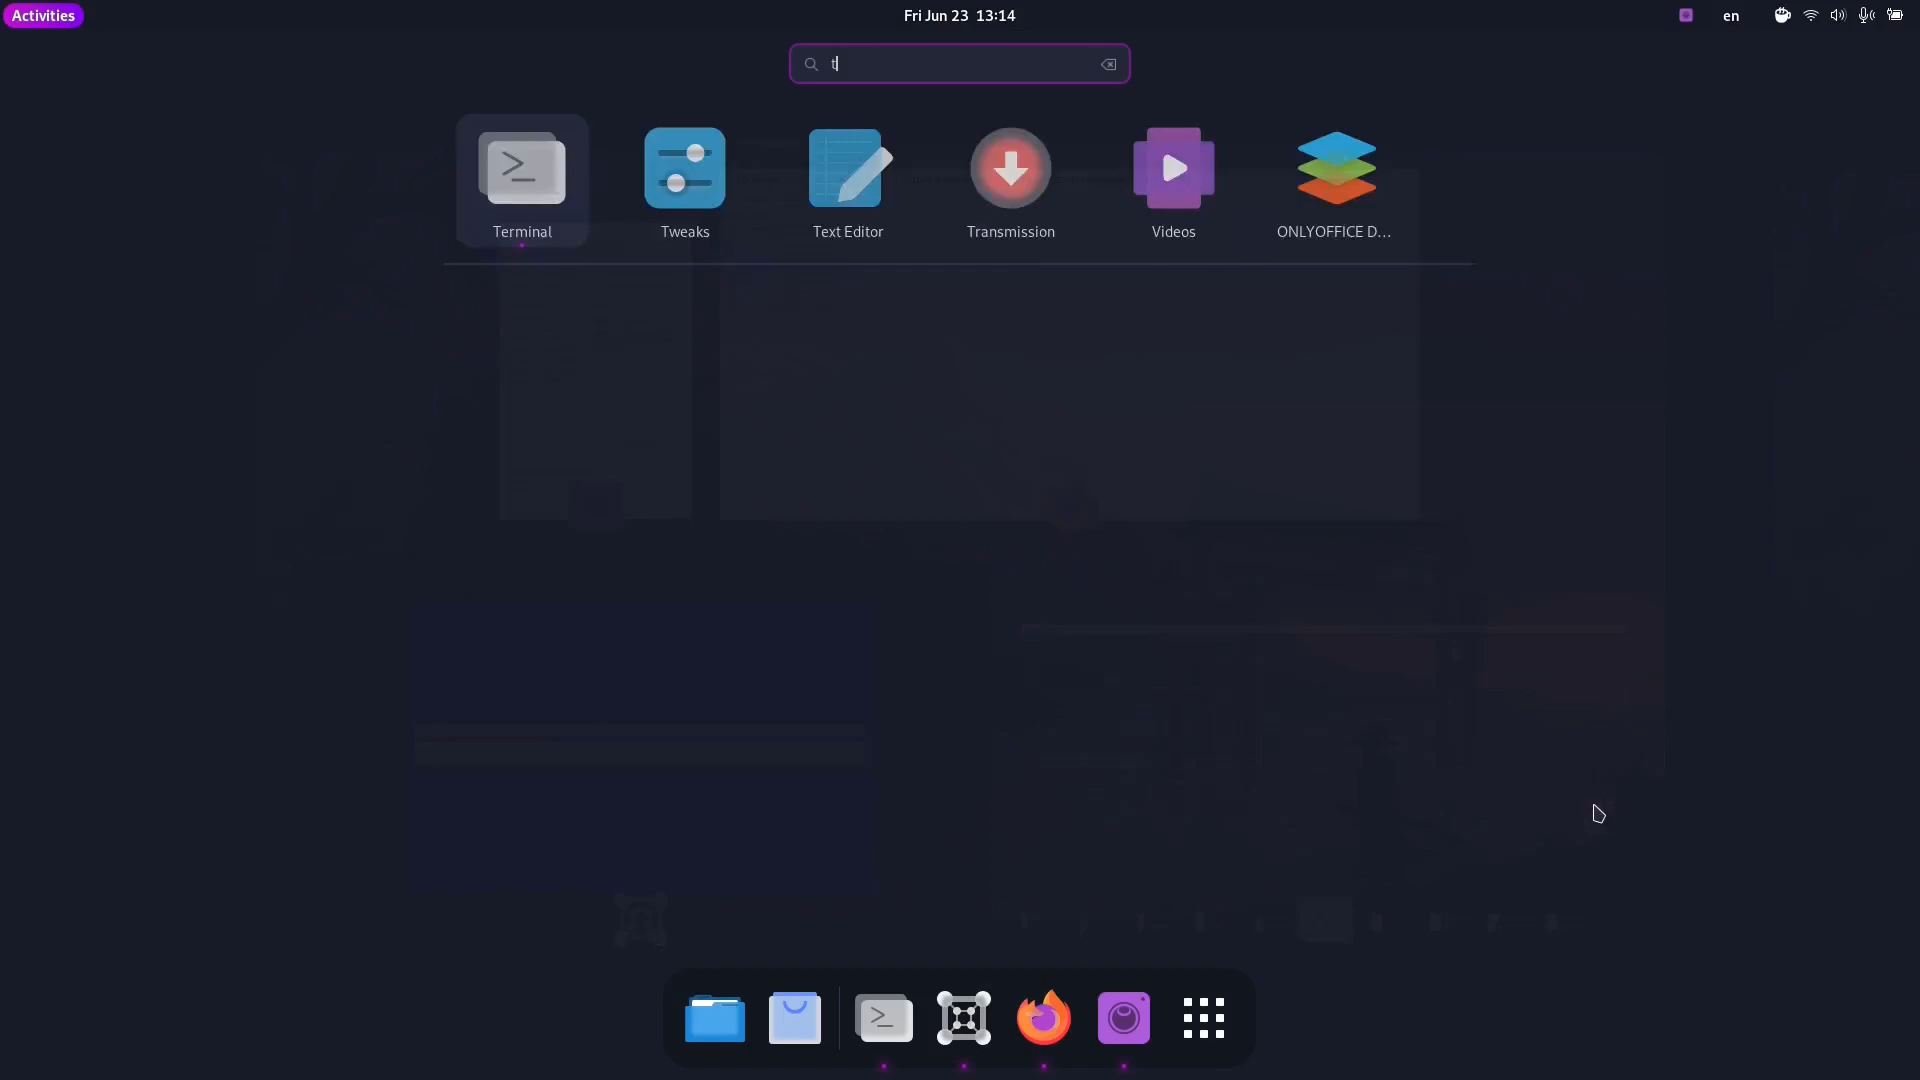 Activities
Fri Jun 23 13:14
en
t
Terminal
Tweaks
Text Editor
Transmission
Videos
ONLYOFFICE D...